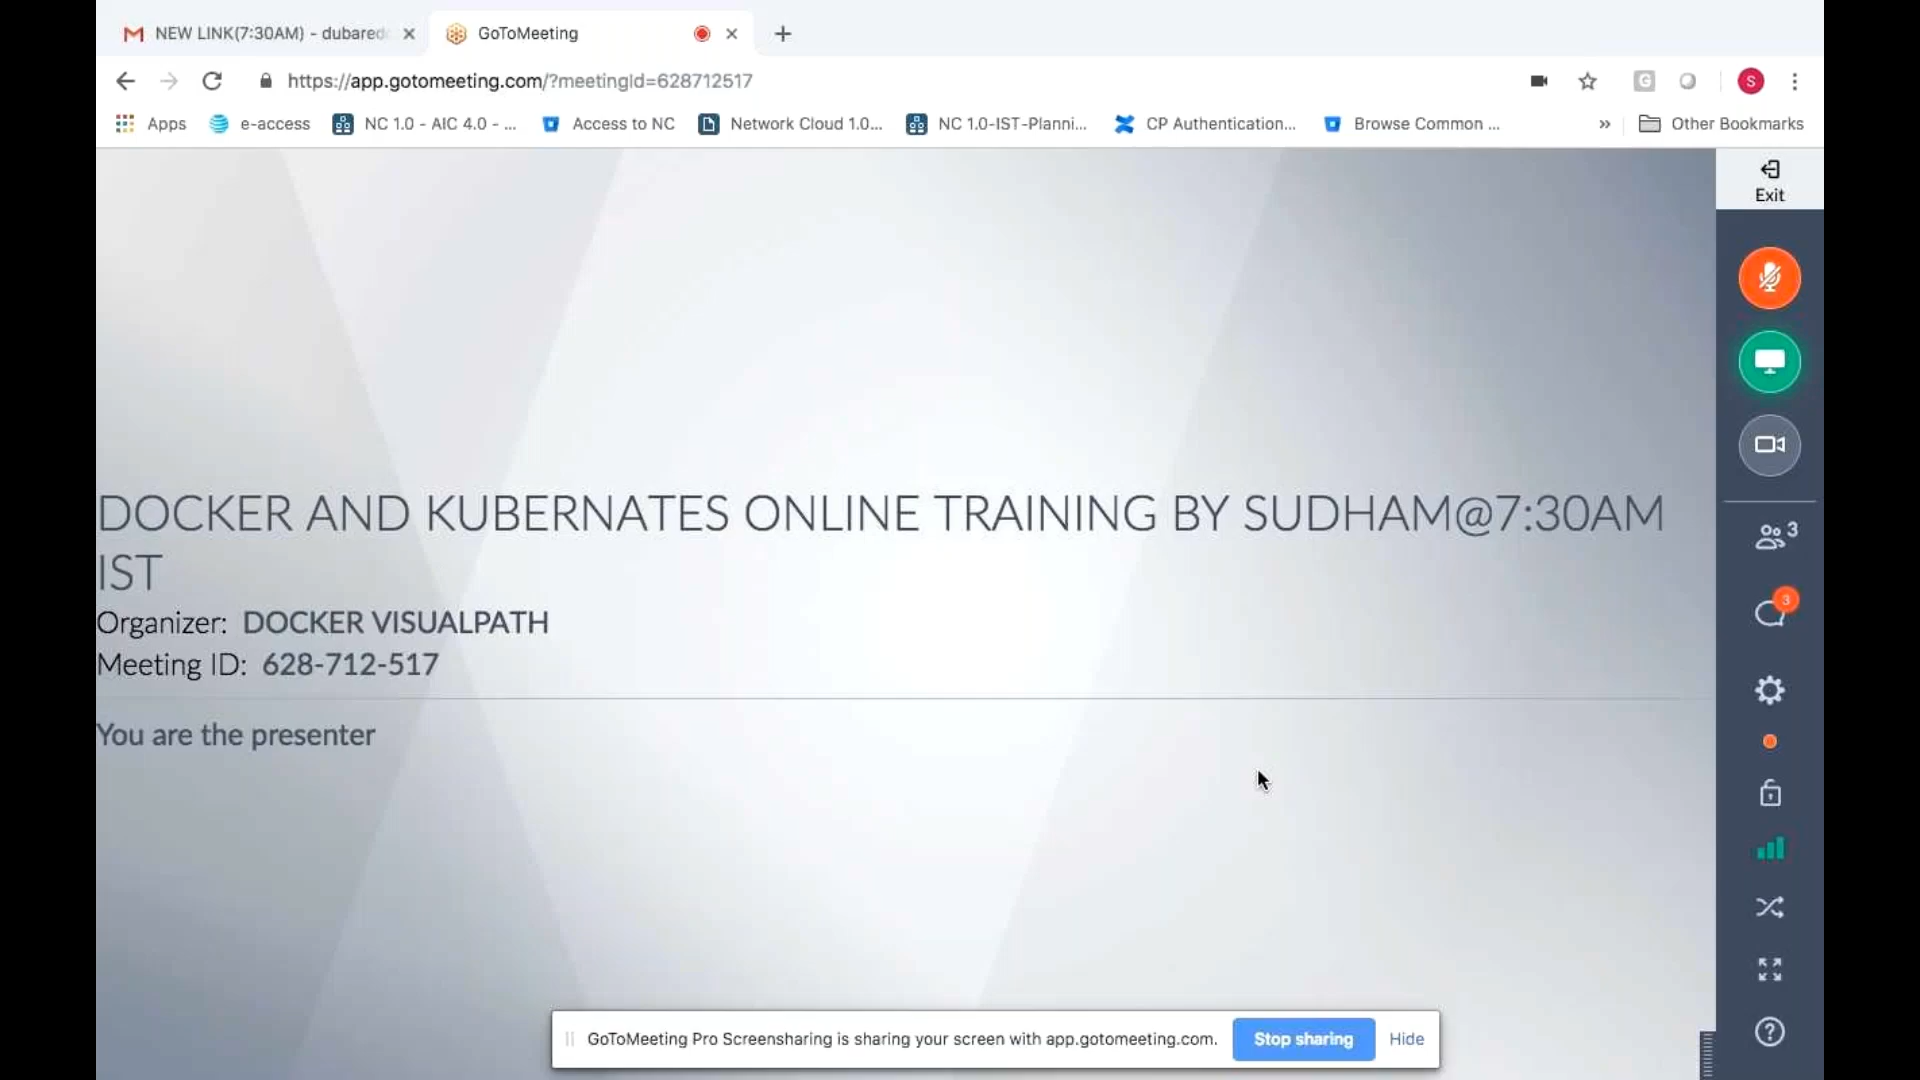 NEW LINK(7:30AM) - dubared
GoToMeeting
https://app.gotomeeting.com/?meetingId=628712517
G
S
Apps
e-access
NC 1.0 - AIC 4.0 - ...
Access to NC
Network Cloud 1.0...
NC 1.0-IST-Planni...
CP Authentication...
Browse Common ...
»
Other Bookmarks
Exit
DOCKER AND KUBERNATES ONLINE TRAINING BY SUDHAM@7:30AM
IST
Organizer: DOCKER VISUALPATH
Meeting ID: 628-712-517
You are the presenter
3
3
GoToMeeting Pro Screensharing is sharing your screen with app.gotomeeting.com.
Stop sharing
Hide